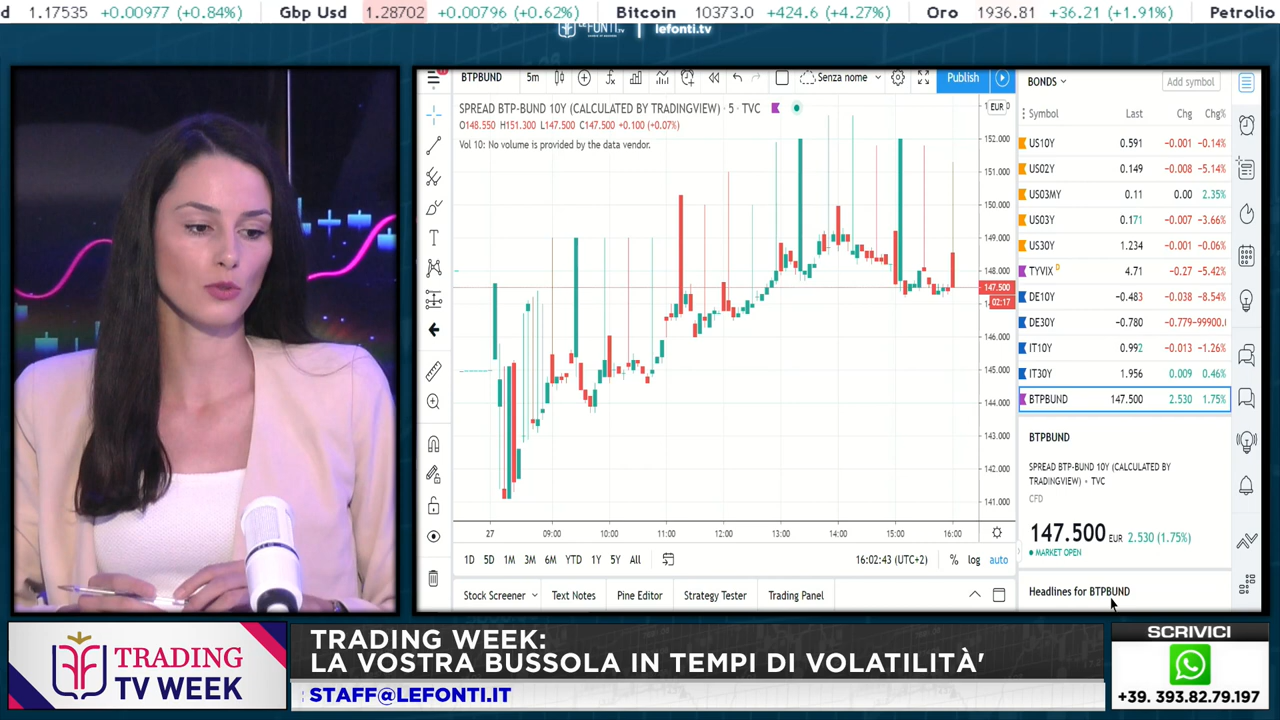 d 1.17535 +0.00977 (+0.84%) Gbp Usd 1.28702 +0.00796 (+0.62%) Bitcoin 10373.0 +424.6 (+4.27%) Oro 1936.81 +36.21 (+1.91%) Petrolio
LEFONTI.TV
lefonti.tv
BTPBUND 5m Senza nome Publish
SPREAD BTP-BUND 10Y (CALCULATED BY TRADINGVIEW) · 5 · TVC
O148.550 H151.300 L147.500 C147.500 +0.100 (+0.07%)
Vol 10: No volume is provided by the data vendor.
EUR
152.000
151.000
150.000
149.000
148.000
147.500
02:17
146.000
145.000
144.000
143.000
142.000
141.000
27 09:00 10:00 11:00 12:00 13:00 14:00 15:00 16:00
1D 5D 1M 3M 6M YTD 1Y 5Y All 16:02:43 (UTC+2) % log auto
Stock Screener Text Notes Pine Editor Strategy Tester Trading Panel
BONDS Add symbol
Symbol Last Chg Chg%
US10Y 0.591 −0.001 −0.14%
US02Y 0.149 −0.008 −5.14%
US03MY 0.11 0.00 2.35%
US03Y 0.171 −0.007 −3.66%
US30Y 1.234 −0.001 −0.06%
TYVIX D 4.71 −0.27 −5.42%
DE10Y −0.483 −0.038 −8.54%
DE30Y −0.780 −0.779 −99900.
IT10Y 0.992 −0.013 −1.26%
IT30Y 1.956 0.009 0.46%
BTPBUND 147.500 2.530 1.75%
BTPBUND
SPREAD BTP-BUND 10Y (CALCULATED BY
TRADINGVIEW) • TVC
CFD
147.500 EUR 2.530 (1.75%)
MARKET OPEN
Headlines for BTPBUND
TRADING
TV WEEK
TRADING WEEK:
LA VOSTRA BUSSOLA IN TEMPI DI VOLATILITÀ'
STAFF@LEFONTI.IT
SCRIVICI
+39. 393.82.79.197